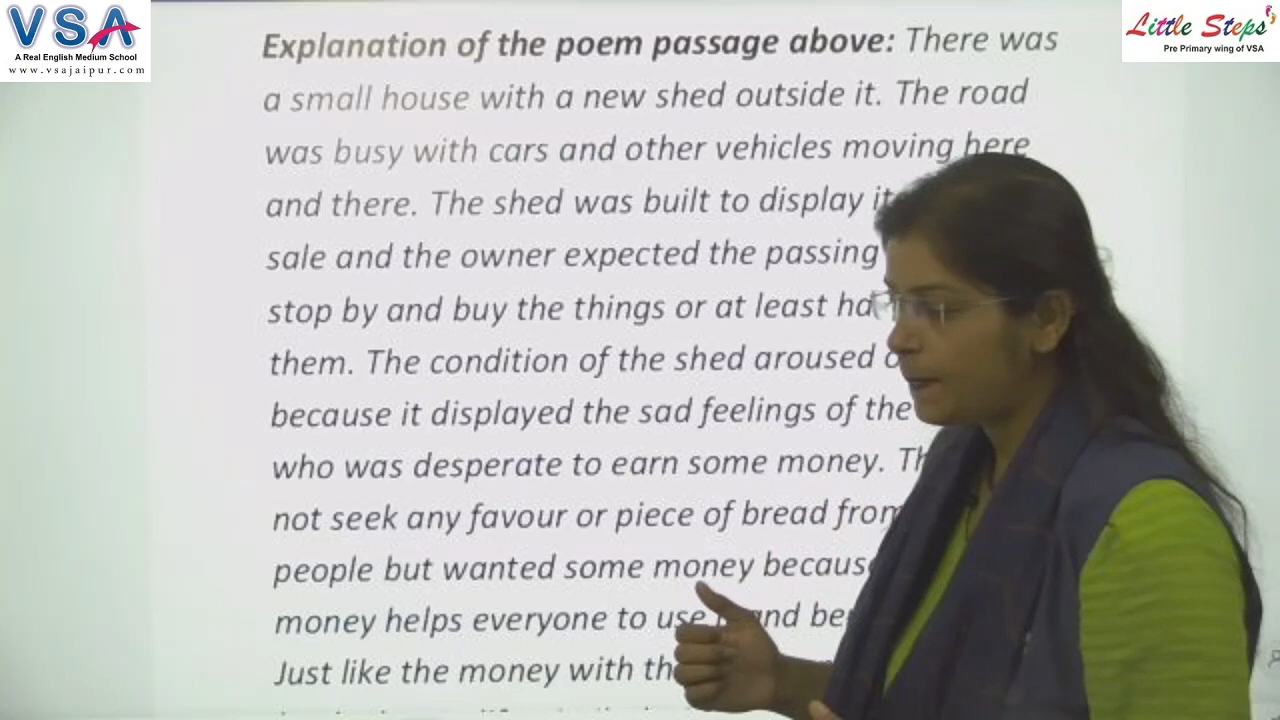 VSA
A Real English Medium School
www.vsajaipur.com
Little Steps
Pre Primary wing of VSA
Explanation of the poem passage above: There was
a small house with a new shed outside it. The road
was busy with cars and other vehicles moving here
and there. The shed was built to display
sale and the owner expected the passing
stop by and buy the things or at least
them. The condition of the shed aroused
because it displayed the sad feelings of the
who was desperate to earn some money.
not seek any favour or piece of bread from
people but wanted some money
money helps everyone to use and
Just like the money with